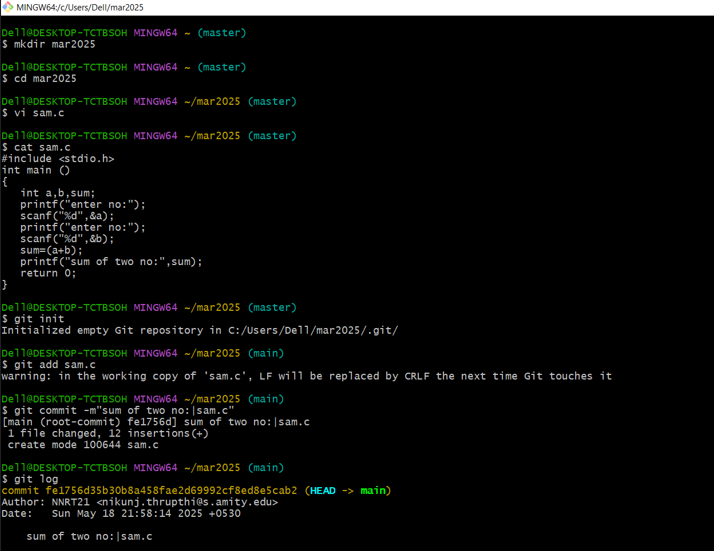 MINGW64:/c/Users/Dell/mar2025
Dell@DESKTOP-TCTBSOH MINGW64 ~ (master)
$ mkdir mar2025
Dell@DESKTOP-TCTBSOH MINGW64 ~ (master)
$ cd mar2025
Dell@DESKTOP-TCTBSOH MINGW64 ~/mar2025 (master)
$ vi sam.c
Dell@DESKTOP-TCTBSOH MINGW64 ~/mar2025 (master)
$ cat sam.c
#include <stdio.h>
int main ()
{
   int a,b,sum;
   printf("enter no:");
   scanf("%d",&a);
   printf("enter no:");
   scanf("%d",&b);
   sum=(a+b);
   printf("sum of two no:",sum);
   return 0;
}
Dell@DESKTOP-TCTBSOH MINGW64 ~/mar2025 (master)
$ git init
Initialized empty Git repository in C:/Users/Dell/mar2025/.git/
Dell@DESKTOP-TCTBSOH MINGW64 ~/mar2025 (main)
$ git add sam.c
warning: in the working copy of 'sam.c', LF will be replaced by CRLF the next time Git touches it
Dell@DESKTOP-TCTBSOH MINGW64 ~/mar2025 (main)
$ git commit -m"sum of two no:|sam.c"
[main (root-commit) fe1756d] sum of two no:|sam.c
 1 file changed, 12 insertions(+)
 create mode 100644 sam.c
Dell@DESKTOP-TCTBSOH MINGW64 ~/mar2025 (main)
$ git log
commit fe1756d35b30b8a458fae2d69992cf8ed8e5cab2 (HEAD -> main)
Author: NNRT21 <nikunj.thrupthi@s.amity.edu>
Date:   Sun May 18 21:58:14 2025 +0530
    sum of two no:|sam.c